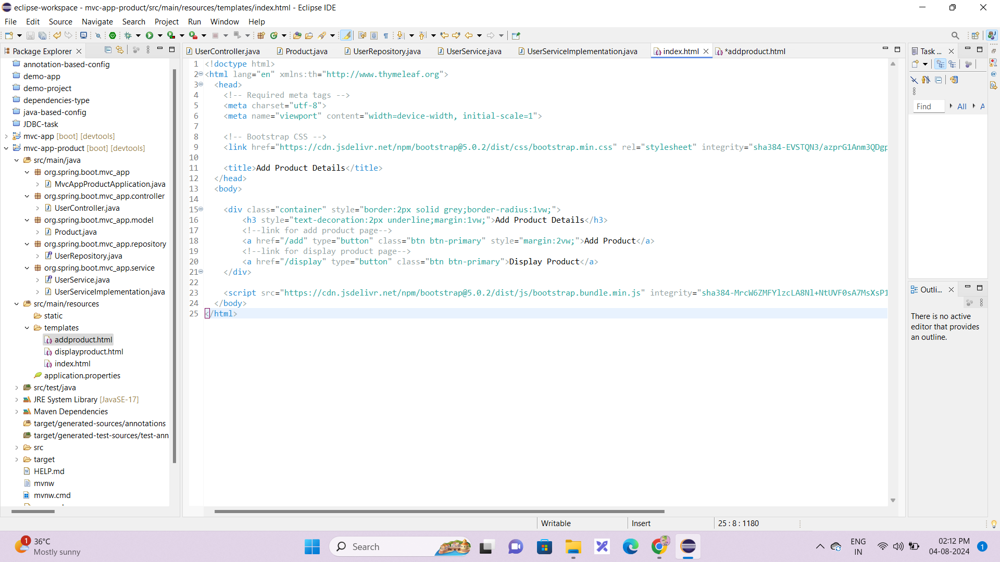 eclipse-workspace - mvc-app-product/src/main/resources/templates/index.html - Eclipse IDE
File Edit Source Navigate Search Project Run Window Help
Package Explorer
annotation-based-config
demo-app
demo-project
dependencies-type
java-based-config
JDBC-task
mvc-app [boot] [devtools]
mvc-app-product [boot] [devtools]
src/main/java
org.spring.boot.mvc_app
MvcAppProductApplication.java
org.spring.boot.mvc_app.controller
UserController.java
org.spring.boot.mvc_app.model
Product.java
org.spring.boot.mvc_app.repository
UserRepository.java
org.spring.boot.mvc_app.service
UserService.java
UserServiceImplementation.java
src/main/resources
static
templates
addproduct.html
displayproduct.html
index.html
application.properties
src/test/java
JRE System Library [JavaSE-17]
Maven Dependencies
target/generated-sources/annotations
target/generated-test-sources/test-ann
src
target
HELP.md
mvnw
mvnw.cmd
UserController.java Product.java UserRepository.java UserService.java UserServiceImplementation.java index.html *addproduct.html
1 <!doctype html>
2 <html lang="en" xmlns:th="http://www.thymeleaf.org">
3 <head>
4 <!-- Required meta tags -->
5 <meta charset="utf-8">
6 <meta name="viewport" content="width=device-width, initial-scale=1">
7
8 <!-- Bootstrap CSS -->
9 <link href="https://cdn.jsdelivr.net/npm/bootstrap@5.0.2/dist/css/bootstrap.min.css" rel="stylesheet" integrity="sha384-EVSTQN3/azprG1Anm3QDgp
10
11 <title>Add Product Details</title>
12 </head>
13 <body>
14
15 <div class="container" style="border:2px solid grey;border-radius:1vw;">
16 <h3 style="text-decoration:2px underline;margin:1vw;">Add Product Details</h3>
17 <!--link for add product page-->
18 <a href="/add" type="button" class="btn btn-primary" style="margin:2vw;">Add Product</a>
19 <!--link for display product page-->
20 <a href="/display" type="button" class="btn btn-primary">Display Product</a>
21 </div>
22
23 <script src="https://cdn.jsdelivr.net/npm/bootstrap@5.0.2/dist/js/bootstrap.bundle.min.js" integrity="sha384-MrcW6ZMFYlzcLA8Nl+NtUVF0sA7MsXsP1
24 </body>
25 </html>
Task ...
Find All A
Outli...
There is no active
editor that provides
an outline.
Writable Insert 25 : 8 : 1180
1
36°C
Mostly sunny
Search
ENG
IN
02:12 PM
04-08-2024
1